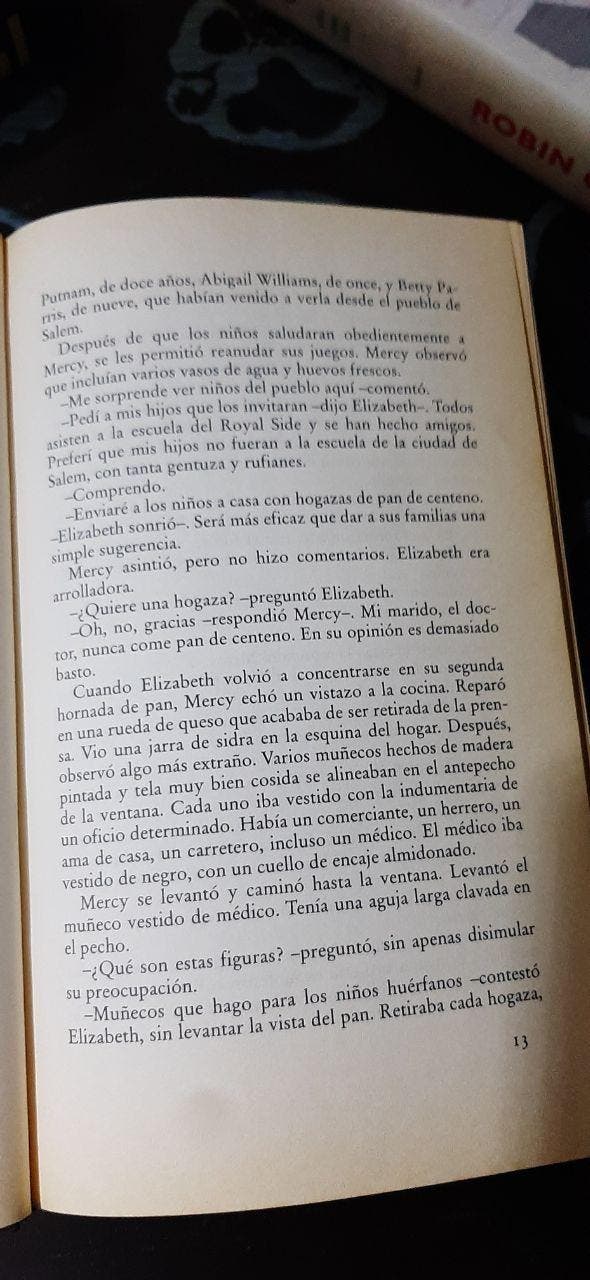 ROBIN
Putnam, de doce años, Abigail Williams, de once, y Betty Pa-
rris, de nueve, que habían venido a verla desde el pueblo de
Salem.
Después de que los niños saludaran obedientemente a
Mercy, se les permitió reanudar sus juegos. Mercy observó
que incluían varios vasos de agua y huevos frescos.
–Me sorprende ver niños del pueblo aquí –comentó.
–Pedí a mis hijos que los invitaran –dijo Elizabeth–. Todos
asisten a la escuela del Royal Side y se han hecho amigos.
Preferí que mis hijos no fueran a la escuela de la ciudad de
Salem, con tanta gentuza y rufianes.
–Comprendo.
–Enviaré a los niños a casa con hogazas de pan de centeno.
–Elizabeth sonrió–. Será más eficaz que dar a sus familias una
simple sugerencia.
Mercy asintió, pero no hizo comentarios. Elizabeth era
arrolladora.
–¿Quiere una hogaza? –preguntó Elizabeth.
–Oh, no, gracias –respondió Mercy–. Mi marido, el doc-
tor, nunca come pan de centeno. En su opinión es demasiado
basto.
Cuando Elizabeth volvió a concentrarse en su segunda
hornada de pan, Mercy echó un vistazo a la cocina. Reparó
en una rueda de queso que acababa de ser retirada de la pren-
sa. Vio una jarra de sidra en la esquina del hogar. Después,
observó algo más extraño. Varios muñecos hechos de madera
pintada y tela muy bien cosida se alineaban en el antepecho
de la ventana. Cada uno iba vestido con la indumentaria de
un oficio determinado. Había un comerciante, un herrero, un
ama de casa, un carretero, incluso un médico. El médico iba
vestido de negro, con un cuello de encaje almidonado.
Mercy se levantó y caminó hasta la ventana. Levantó el
muñeco vestido de médico. Tenía una aguja larga clavada en
el pecho.
–¿Qué son estas figuras? –preguntó, sin apenas disimular
su preocupación.
–Muñecos que hago para los niños huérfanos –contestó
Elizabeth, sin levantar la vista del pan. Retiraba cada hogaza,
13